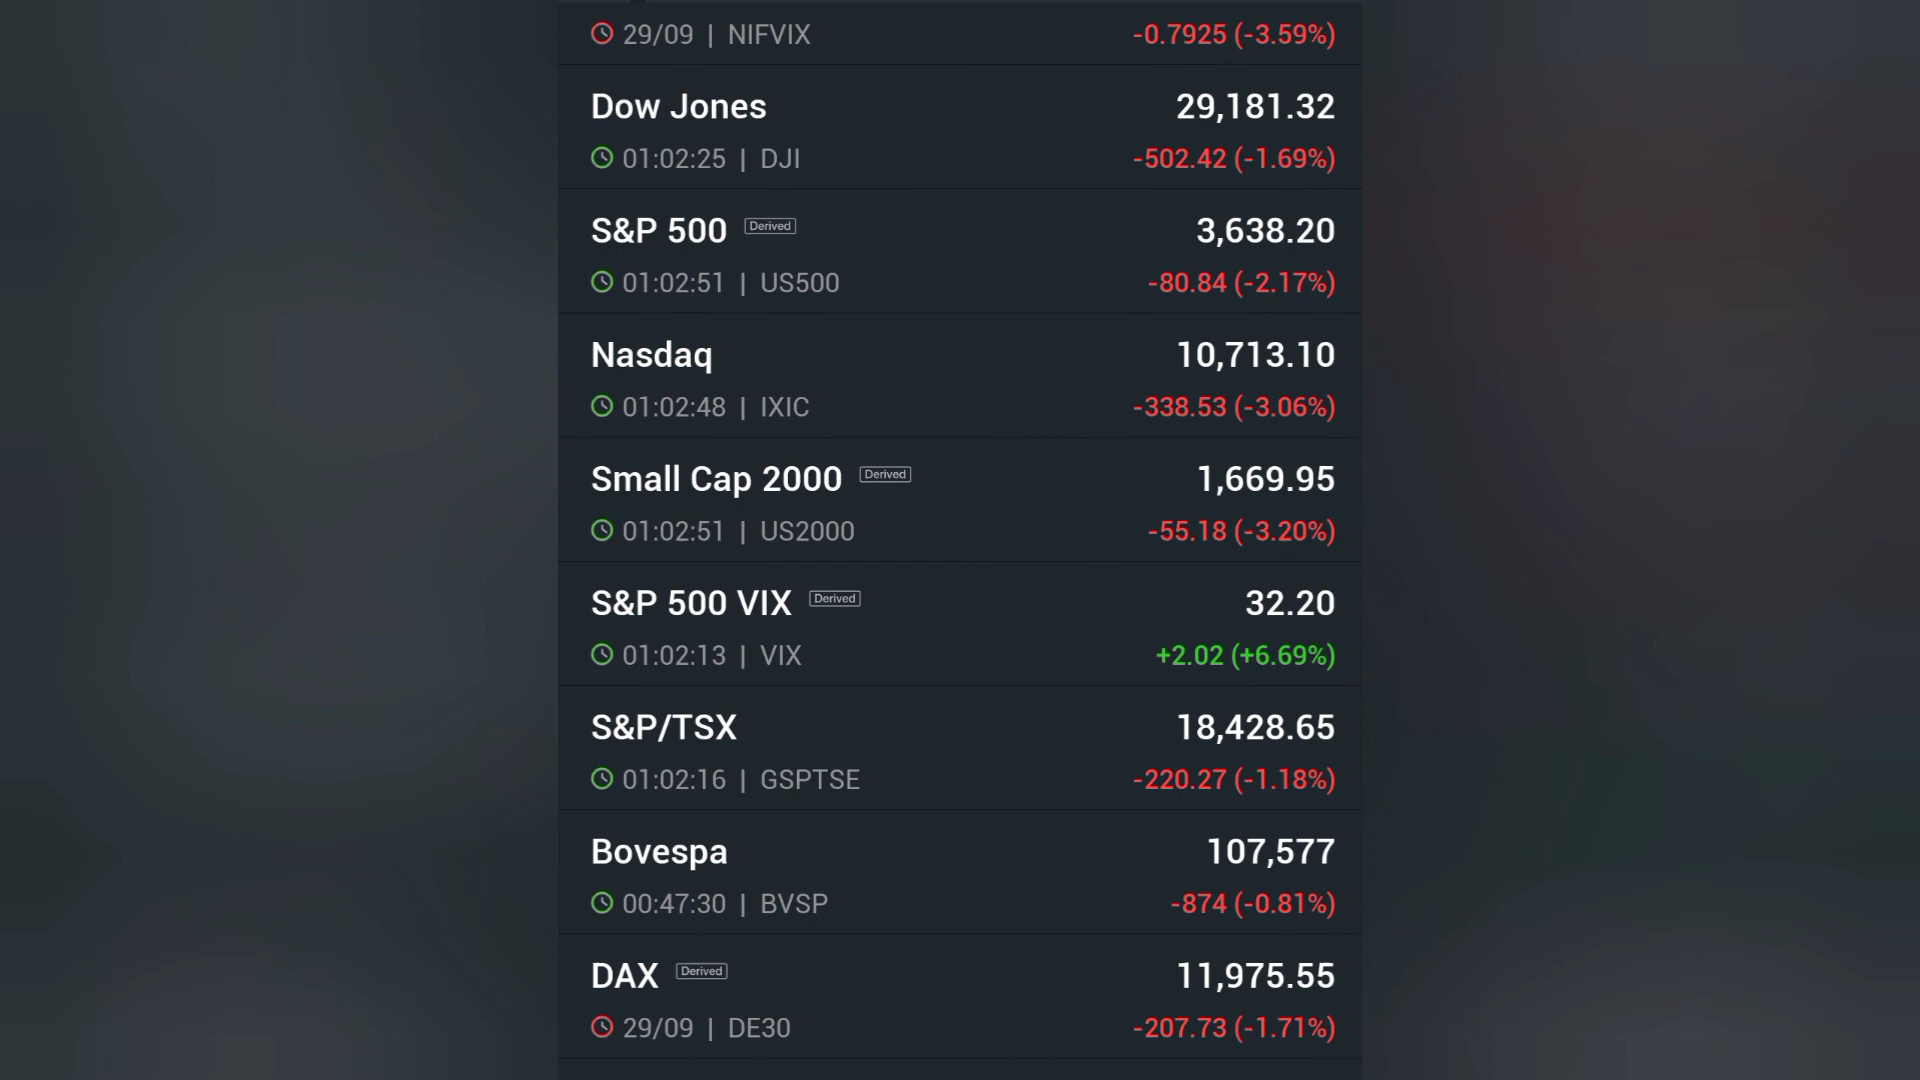 29/09 | NIFVIX -0.7925 (-3.59%)
Dow Jones 29,181.32
01:02:25 | DJI -502.42 (-1.69%)
S&P 500 Derived 3,638.20
01:02:51 | US500 -80.84 (-2.17%)
Nasdaq 10,713.10
01:02:48 | IXIC -338.53 (-3.06%)
Small Cap 2000 Derived 1,669.95
01:02:51 | US2000 -55.18 (-3.20%)
S&P 500 VIX Derived 32.20
01:02:13 | VIX +2.02 (+6.69%)
S&P/TSX 18,428.65
01:02:16 | GSPTSE -220.27 (-1.18%)
Bovespa 107,577
00:47:30 | BVSP -874 (-0.81%)
DAX Derived 11,975.55
29/09 | DE30 -207.73 (-1.71%)